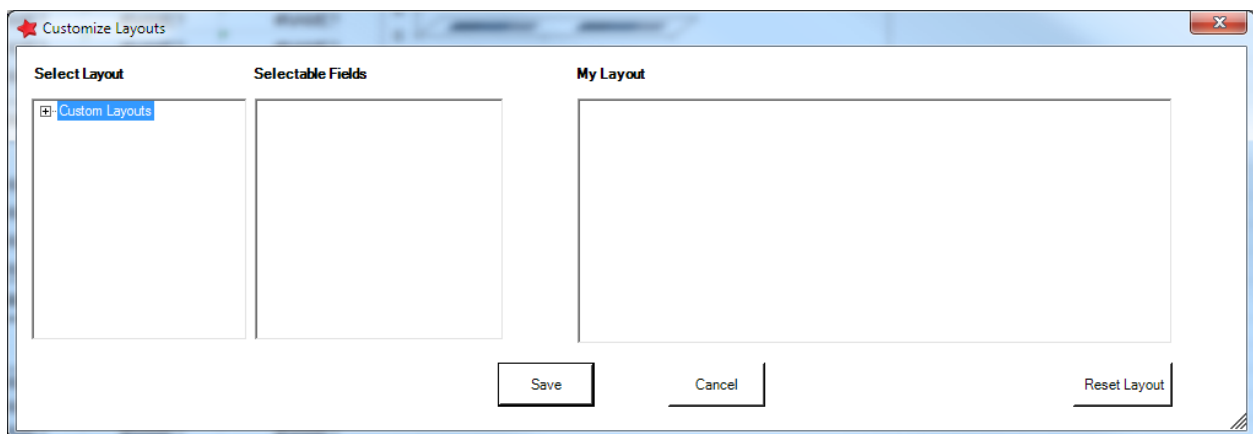 Customize Layouts
X
Select Layout
Selectable Fields
My Layout
Custom Layouts
Save
Cancel
Reset Layout